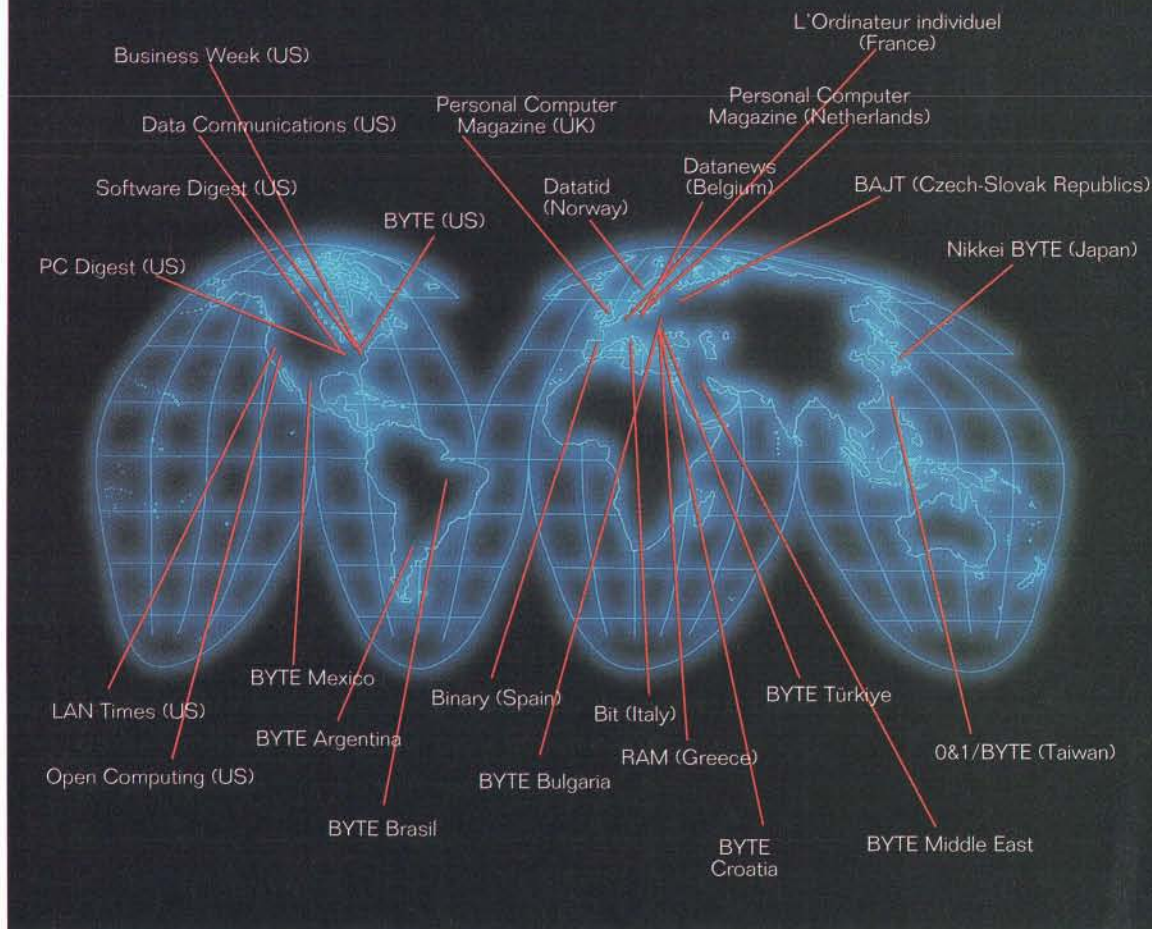 L'Ordinateur individuel
(France)
Business Week (US)
Personal Computer
Magazine (UK)
Personal Computer
Magazine (Netherlands)
Data Communications (US)
Datanews
(Belgium)
Software Digest (US)
Datatid
(Norway)
BAJT (Czech-Slovak Republics)
BYTE (US)
Nikkei BYTE (Japan)
PC Digest (US)
BYTE Mexico
Binary (Spain)
BYTE Türkiye
LAN Times (US)
Bit (Italy)
BYTE Argentina
RAM (Greece)
0&1/BYTE (Taiwan)
Open Computing (US)
BYTE Bulgaria
BYTE Brasil
BYTE
Croatia
BYTE Middle East